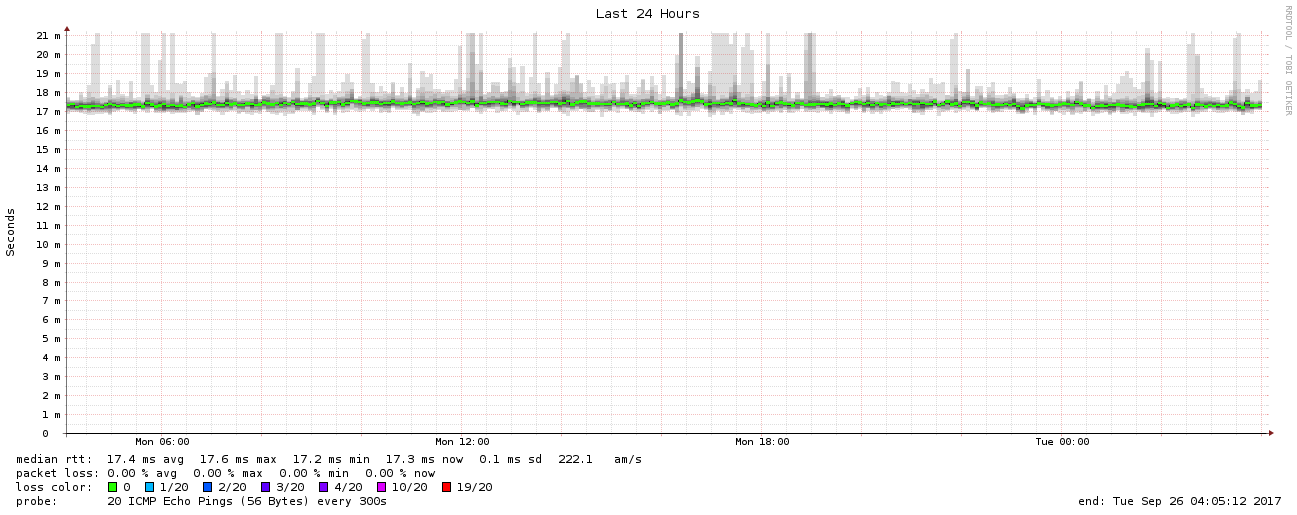 Last 24 Hours
RRDTOOL / TOBI OETIKER
Seconds
21 m
20 m
19 m
18 m
17 m
16 m
15 m
14 m
13 m
12 m
11 m
10 m
9 m
8 m
7 m
6 m
5 m
4 m
3 m
2 m
1 m
0
Mon 06:00 Mon 12:00 Mon 18:00 Tue 00:00
median rtt: 17.4 ms avg 17.6 ms max 17.2 ms min 17.3 ms now 0.1 ms sd 222.1 am/s
packet loss: 0.00 % avg 0.00 % max 0.00 % min 0.00 % now
loss color: 0 1/20 2/20 3/20 4/20 10/20 19/20
probe: 20 ICMP Echo Pings (56 Bytes) every 300s end: Tue Sep 26 04:05:12 2017